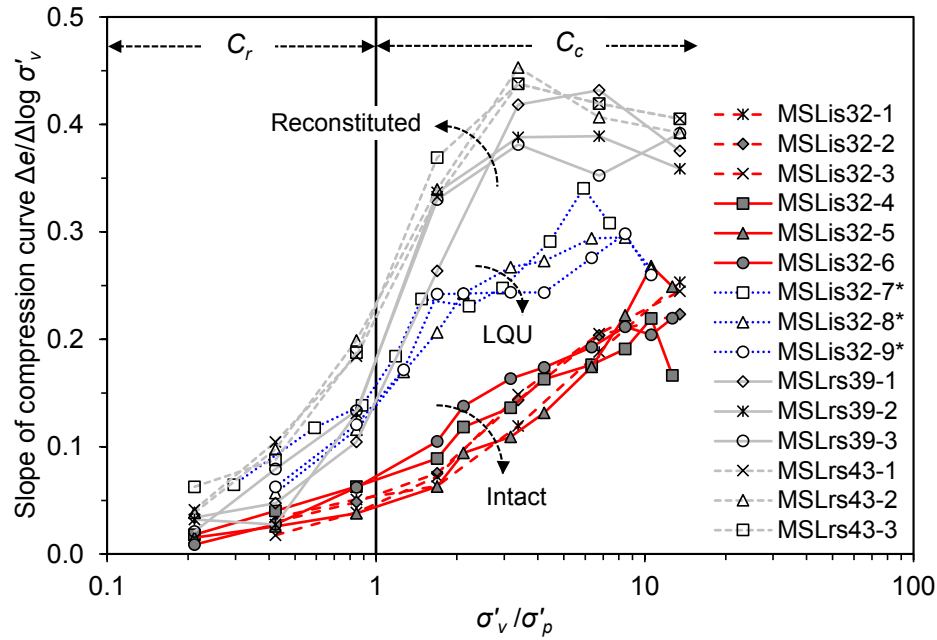 Slope of compression curve Δe/Δlog σ′v
0.5
0.4
0.3
0.2
0.1
0.0
Cr
Cc
Reconstituted
LQU
Intact
MSLis32-1
MSLis32-2
MSLis32-3
MSLis32-4
MSLis32-5
MSLis32-6
MSLis32-7*
MSLis32-8*
MSLis32-9*
MSLrs39-1
MSLrs39-2
MSLrs39-3
MSLrs43-1
MSLrs43-2
MSLrs43-3
0.1
1
10
100
σ′v /σ′p